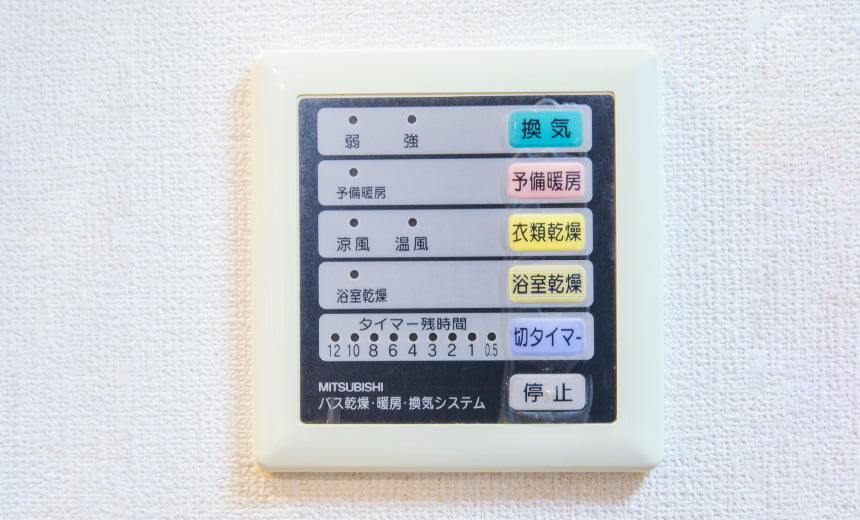 弱 強 換気
予備暖房 予備暖房
涼風 温風 衣類乾燥
浴室乾燥 浴室乾燥
タイマー残時間 切タイマー
12 10 8 6 4 3 2 1 0.5
停止
MITSUBISHI
バス乾燥・暖房・換気システム